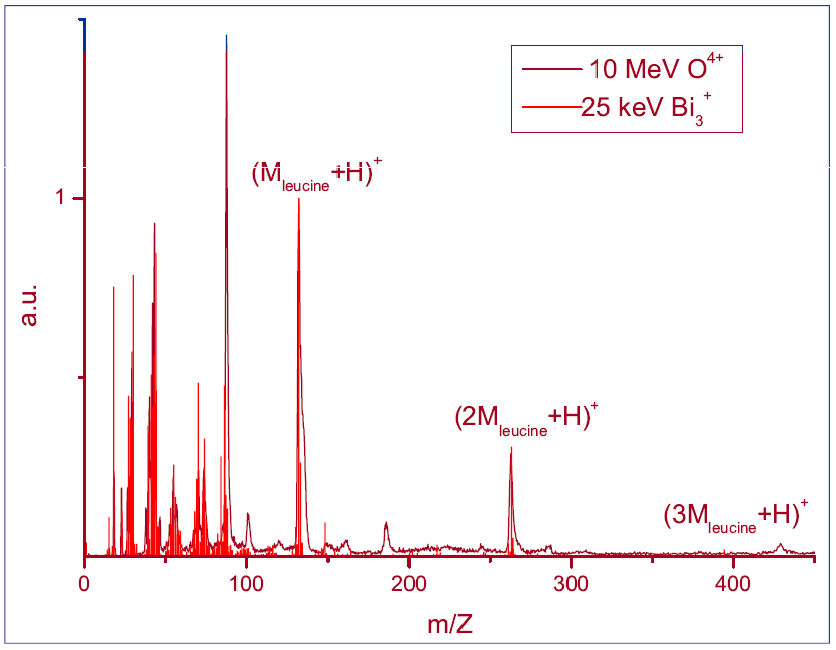 10 MeV O⁴⁺
25 keV Bi₃⁺
(Mleucine+H)⁺
1
a.u.
(2Mleucine+H)⁺
(3Mleucine+H)⁺
0 100 200 300 400
m/Z